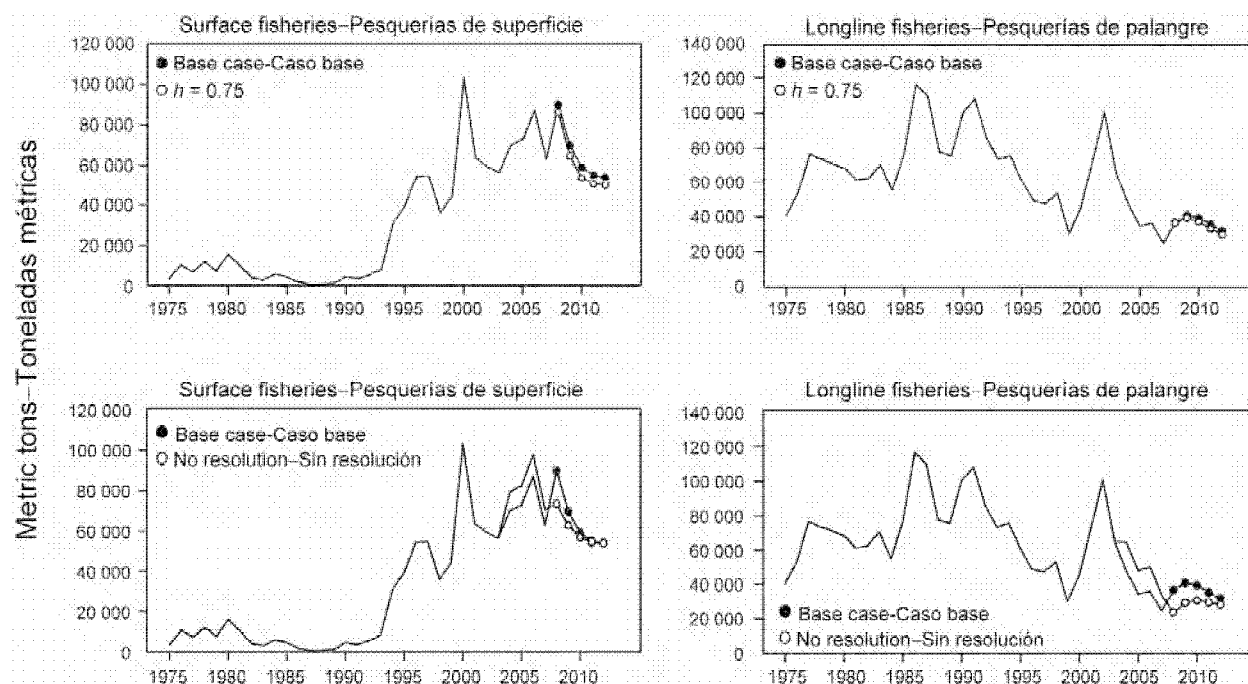 Metric tons–Toneladas métricas
Surface fisheries–Pesquerías de superficie
120 000
100 000
80 000
60 000
40 000
20 000
0
Base case-Caso base
h = 0.75
1975 1980 1985 1990 1995 2000 2005 2010
Longline fisheries–Pesquerías de palangre
140 000
120 000
100 000
80 000
60 000
40 000
20 000
0
Base case-Caso base
h = 0.75
1975 1980 1985 1990 1995 2000 2005 2010
Surface fisheries–Pesquerías de superficie
120 000
100 000
80 000
60 000
40 000
20 000
0
Base case-Caso base
No resolution–Sin resolución
1975 1980 1985 1990 1995 2000 2005 2010
Longline fisheries–Pesquerías de palangre
140 000
120 000
100 000
80 000
60 000
40 000
20 000
0
Base case-Caso base
No resolution–Sin resolución
1975 1980 1985 1990 1995 2000 2005 2010